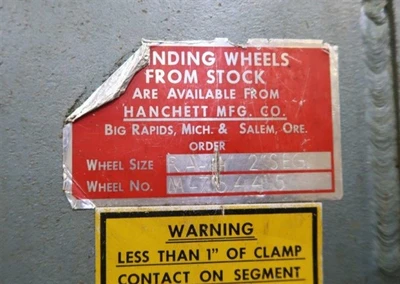 NDING WHEELS
FROM STOCK
ARE AVAILABLE FROM
HANCHETT MFG. CO.
BIG RAPIDS, MICH. & SALEM, ORE.
ORDER
WHEEL SIZE
WHEEL NO.
WARNING
LESS THAN 1" OF CLAMP
CONTACT ON SEGMENT